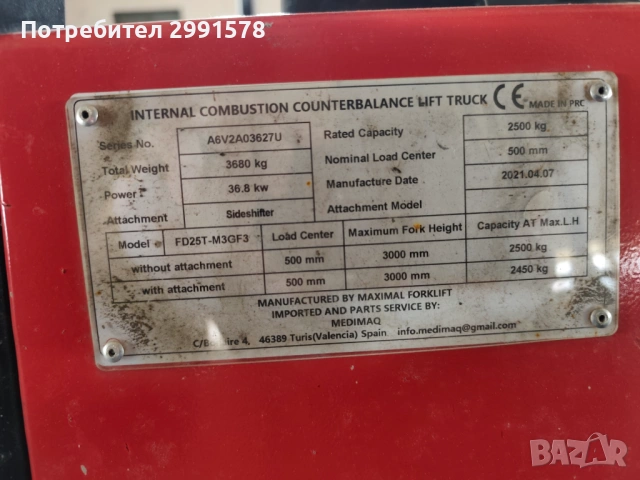 Потребител 2991578
INTERNAL COMBUSTION COUNTERBALANCE LIFT TRUCK CE MADE IN PRC
Series No. A6V2A03627U Rated Capacity 2500 kg
Total Weight 3680 kg Nominal Load Center 500 mm
Power 36.8 kw Manufacture Date 2021.04.07
Attachment Sideshifter Attachment Model
Model FD25T-M3GF3 Load Center Maximum Fork Height Capacity AT Max.L.H
without attachment 500 mm 3000 mm 2500 kg
with attachment 500 mm 3000 mm 2450 kg
MANUFACTURED BY MAXIMAL FORKLIFT
IMPORTED AND PARTS SERVICE BY:
MEDIMAQ
4, 46389 Turis(Valencia) Spain info.medimaq@gmail.com
BAZAR